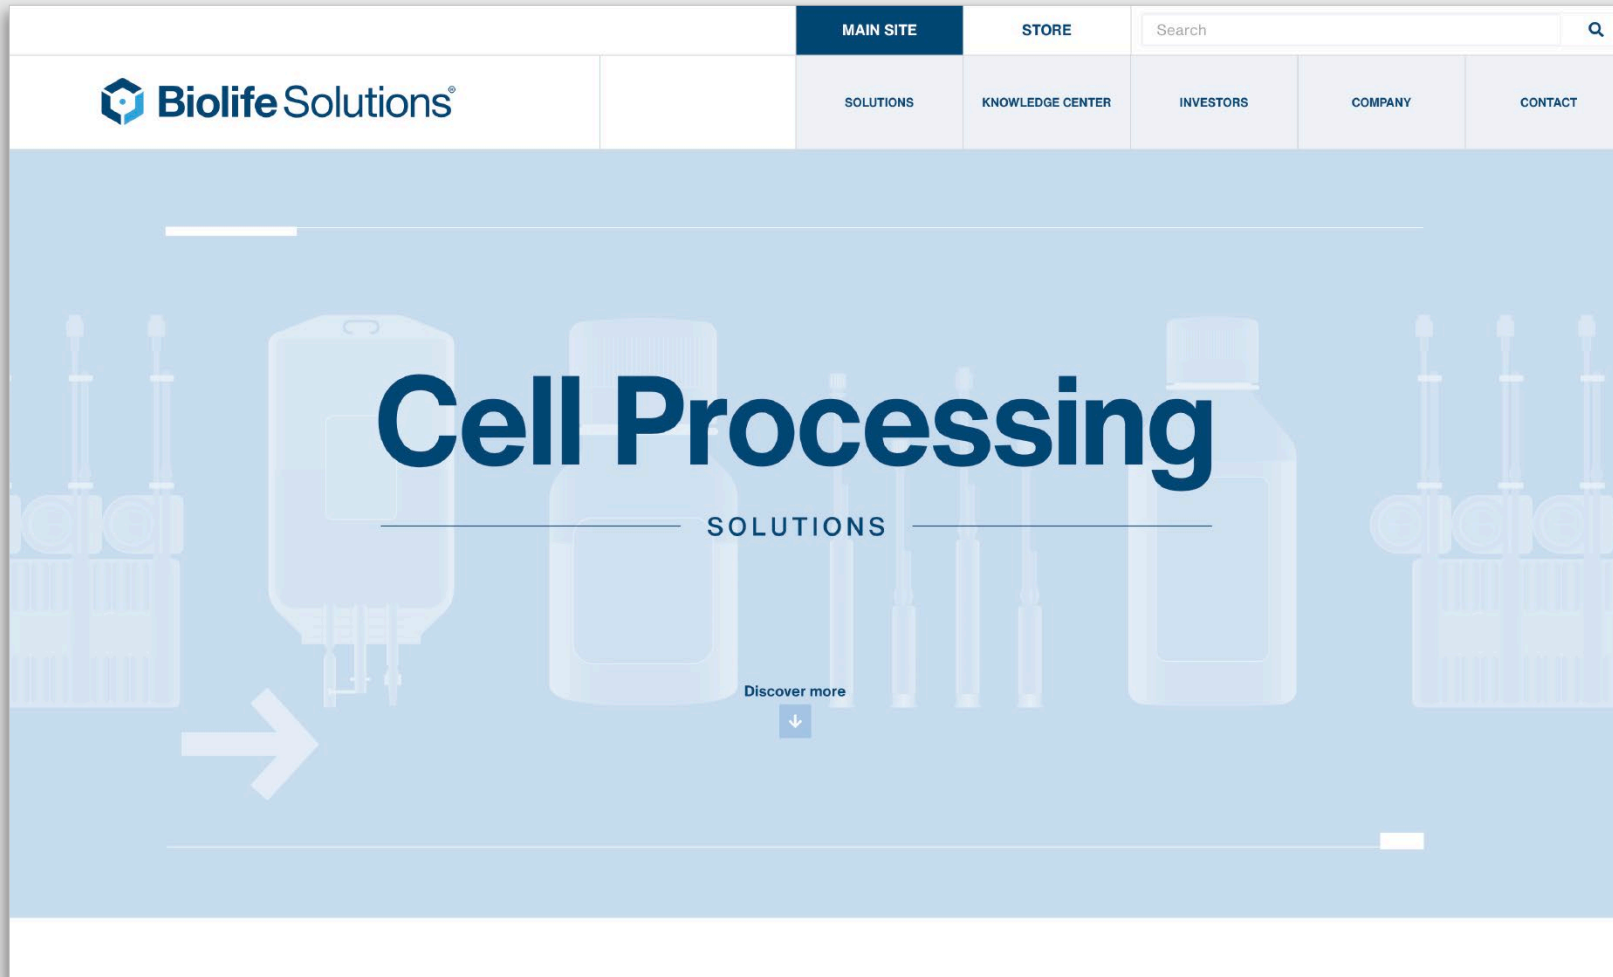 MAIN SITE STORE Search
Biolife Solutions®
SOLUTIONS KNOWLEDGE CENTER INVESTORS COMPANY CONTACT
Cell Processing
SOLUTIONS
Discover more